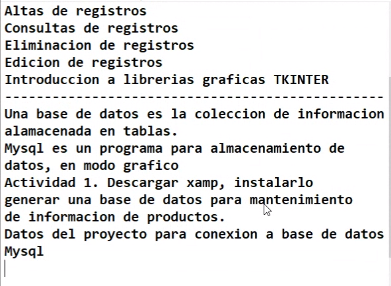 Altas de registros
Consultas de registros
Eliminacion de registros
Edicion de registros
Introduccion a librerias graficas TKINTER
------------------------------------------------
Una base de datos es la coleccion de informacion
alamacenada en tablas.
Mysql es un programa para almacenamiento de
datos, en modo grafico
Actividad 1. Descargar xamp, instalarlo
generar una base de datos para mantenimiento
de informacion de productos.
Datos del proyecto para conexion a base de datos
Mysql